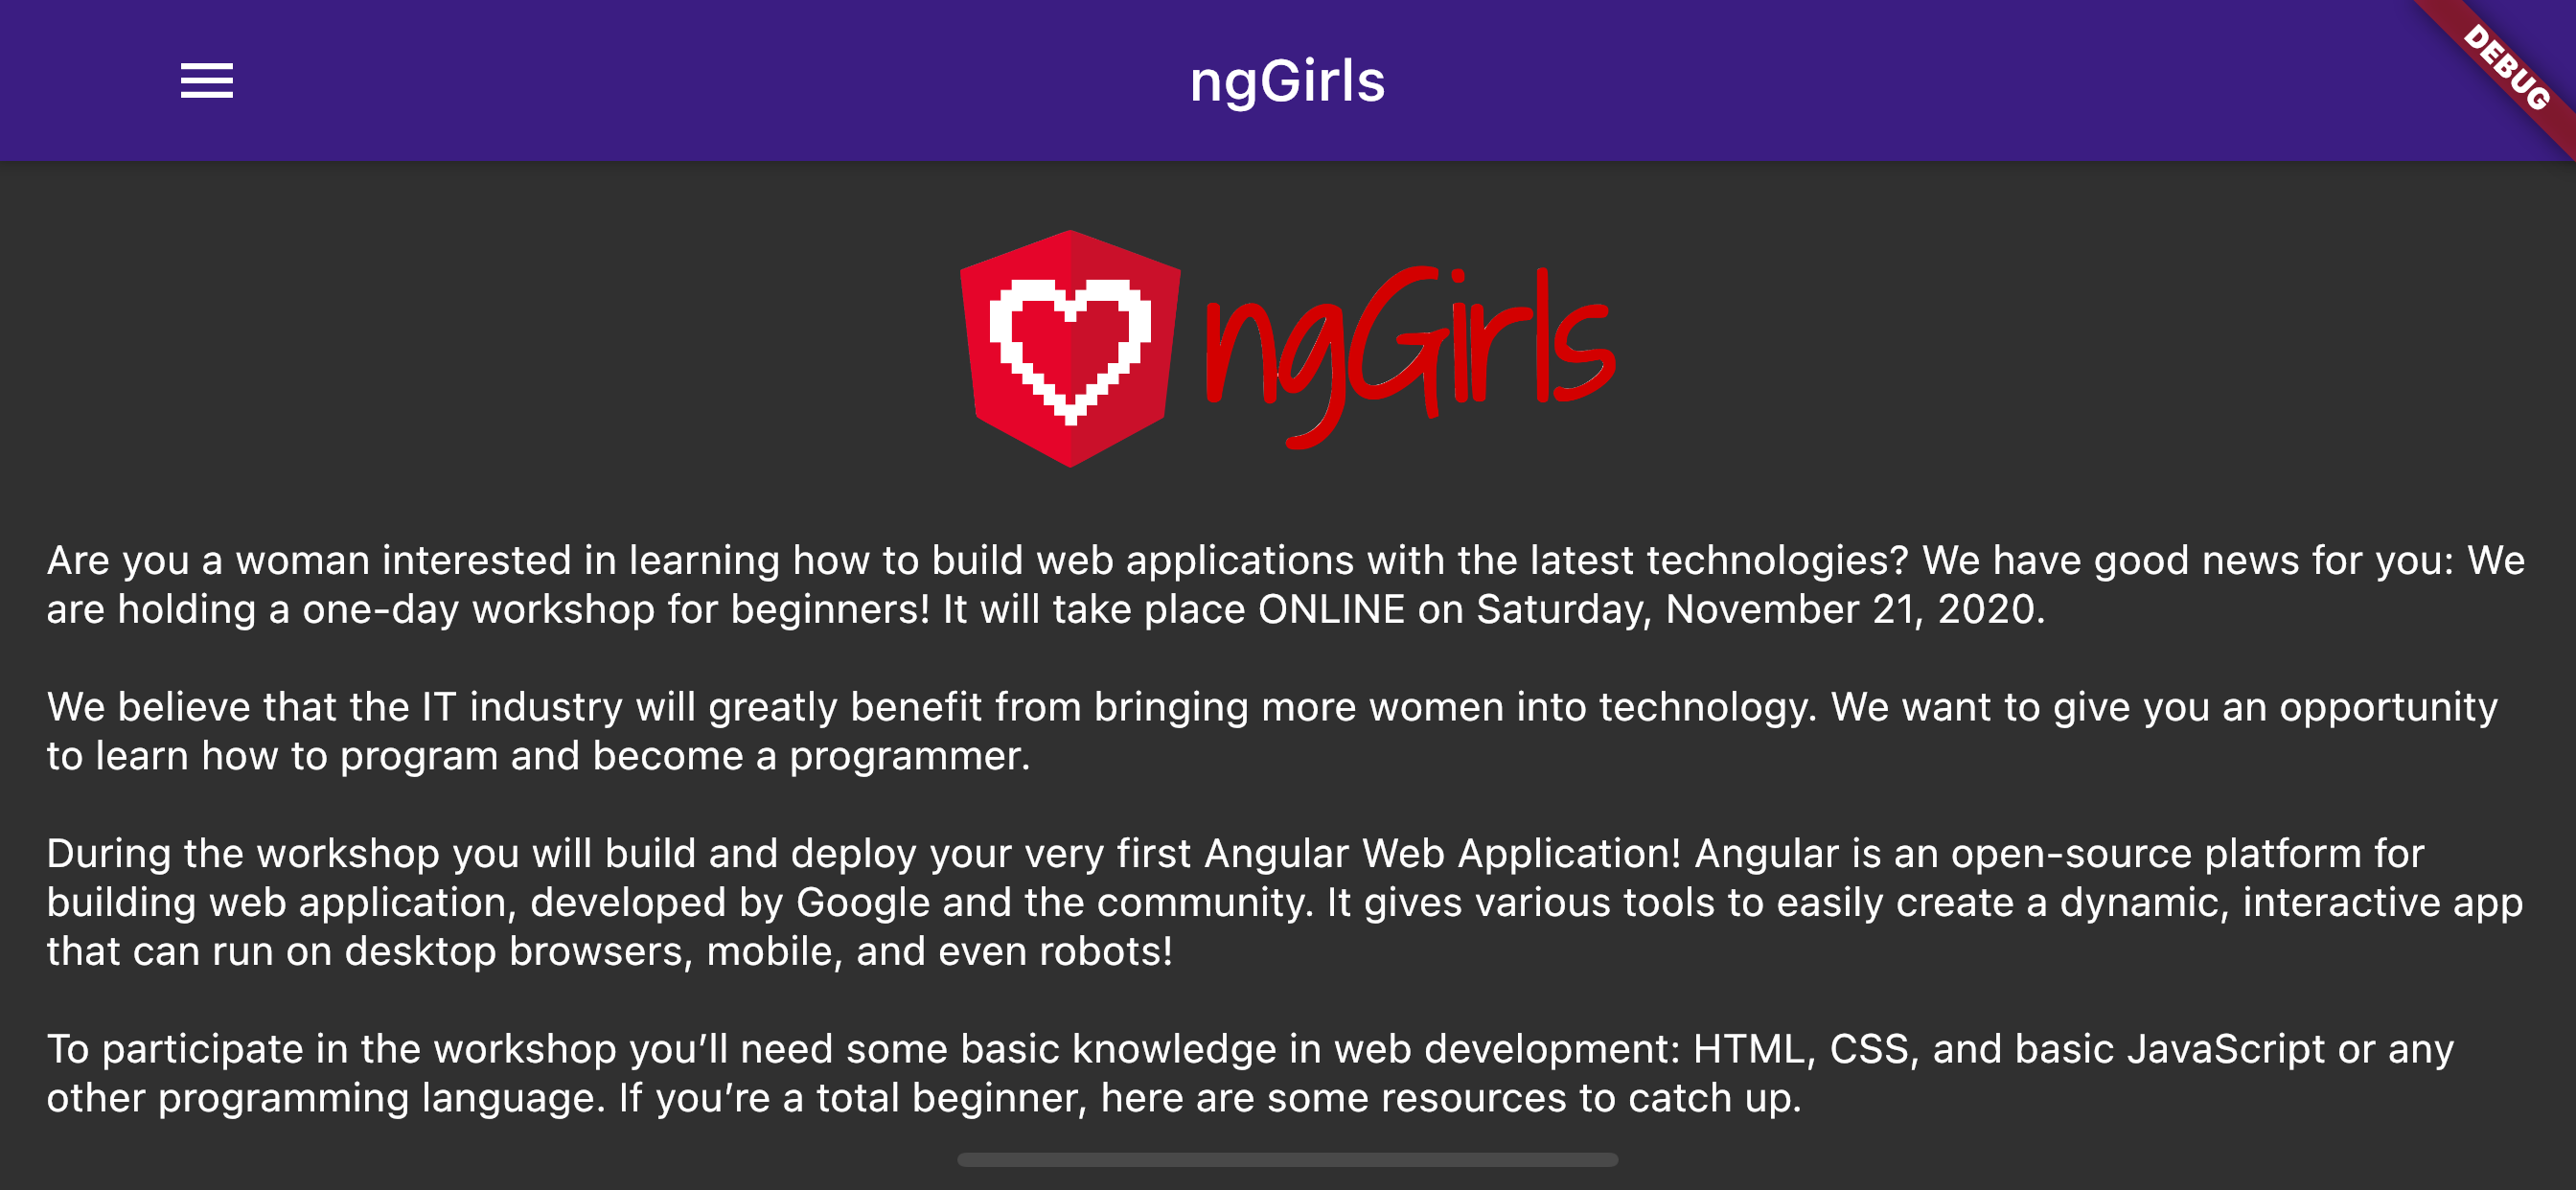 ngGirls
DEBUG
ngGirls
Are you a woman interested in learning how to build web applications with the latest technologies? We have good news for you: We
are holding a one-day workshop for beginners! It will take place ONLINE on Saturday, November 21, 2020.
We believe that the IT industry will greatly benefit from bringing more women into technology. We want to give you an opportunity
to learn how to program and become a programmer.
During the workshop you will build and deploy your very first Angular Web Application! Angular is an open-source platform for
building web application, developed by Google and the community. It gives various tools to easily create a dynamic, interactive app
that can run on desktop browsers, mobile, and even robots!
To participate in the workshop you’ll need some basic knowledge in web development: HTML, CSS, and basic JavaScript or any
other programming language. If you’re a total beginner, here are some resources to catch up.